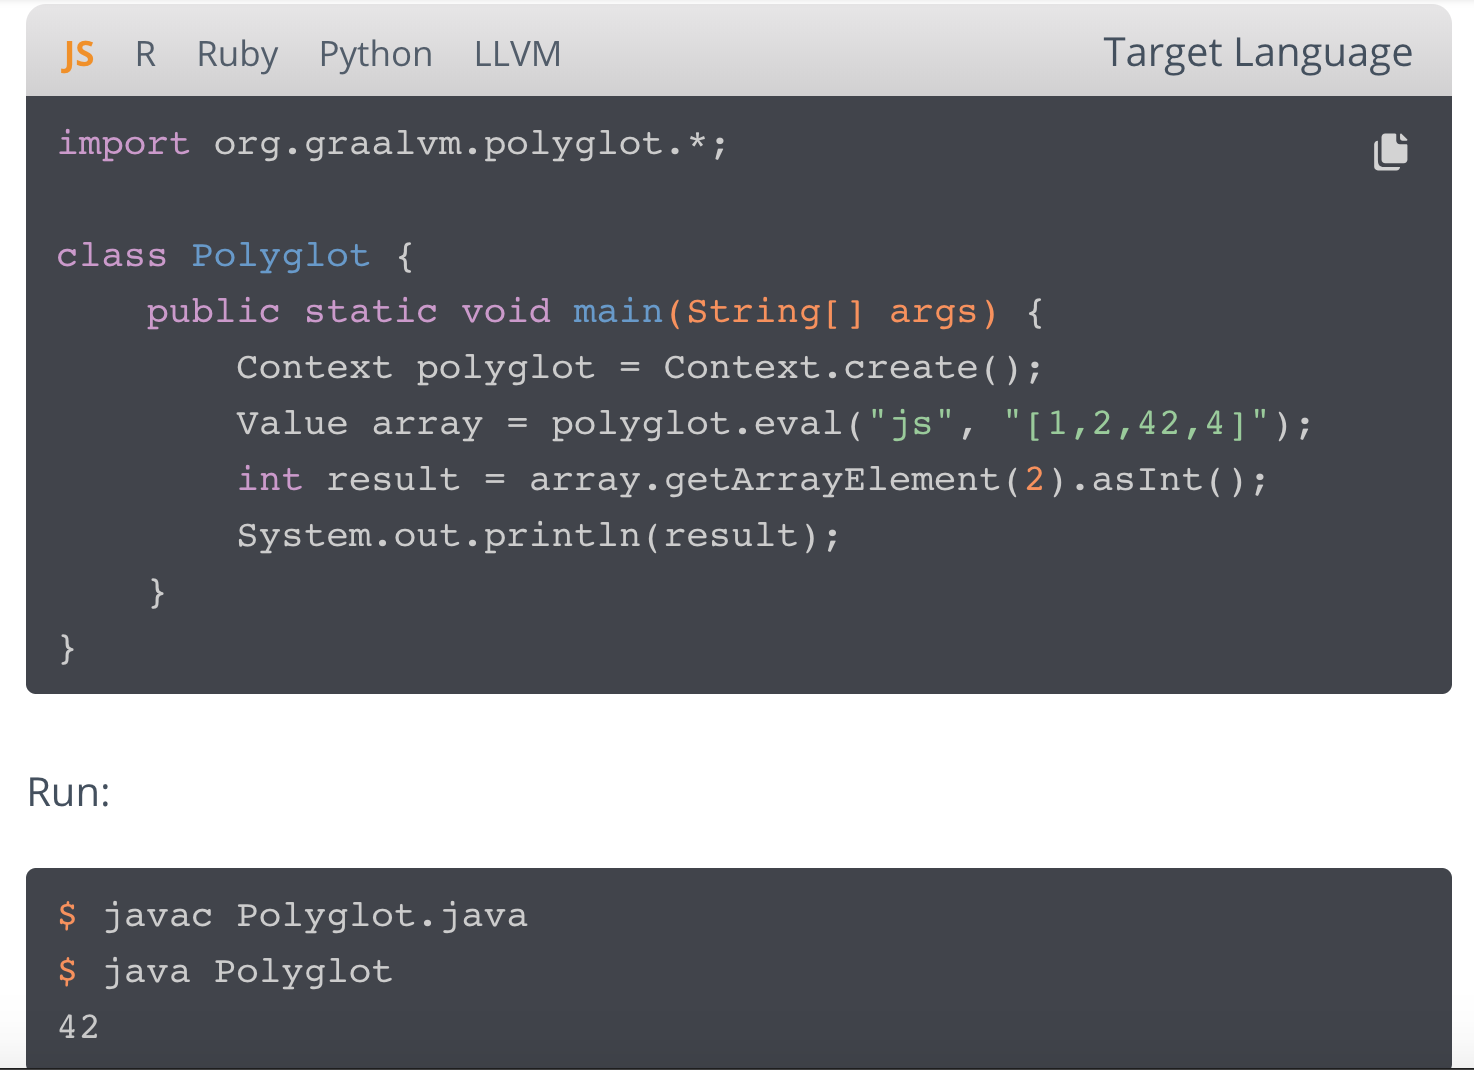 JS R Ruby Python LLVM Target Language
import org.graalvm.polyglot.*;
class Polyglot {
    public static void main(String[] args) {
        Context polyglot = Context.create();
        Value array = polyglot.eval("js", "[1,2,42,4]");
        int result = array.getArrayElement(2).asInt();
        System.out.println(result);
    }
}
Run:
$ javac Polyglot.java
$ java Polyglot
42